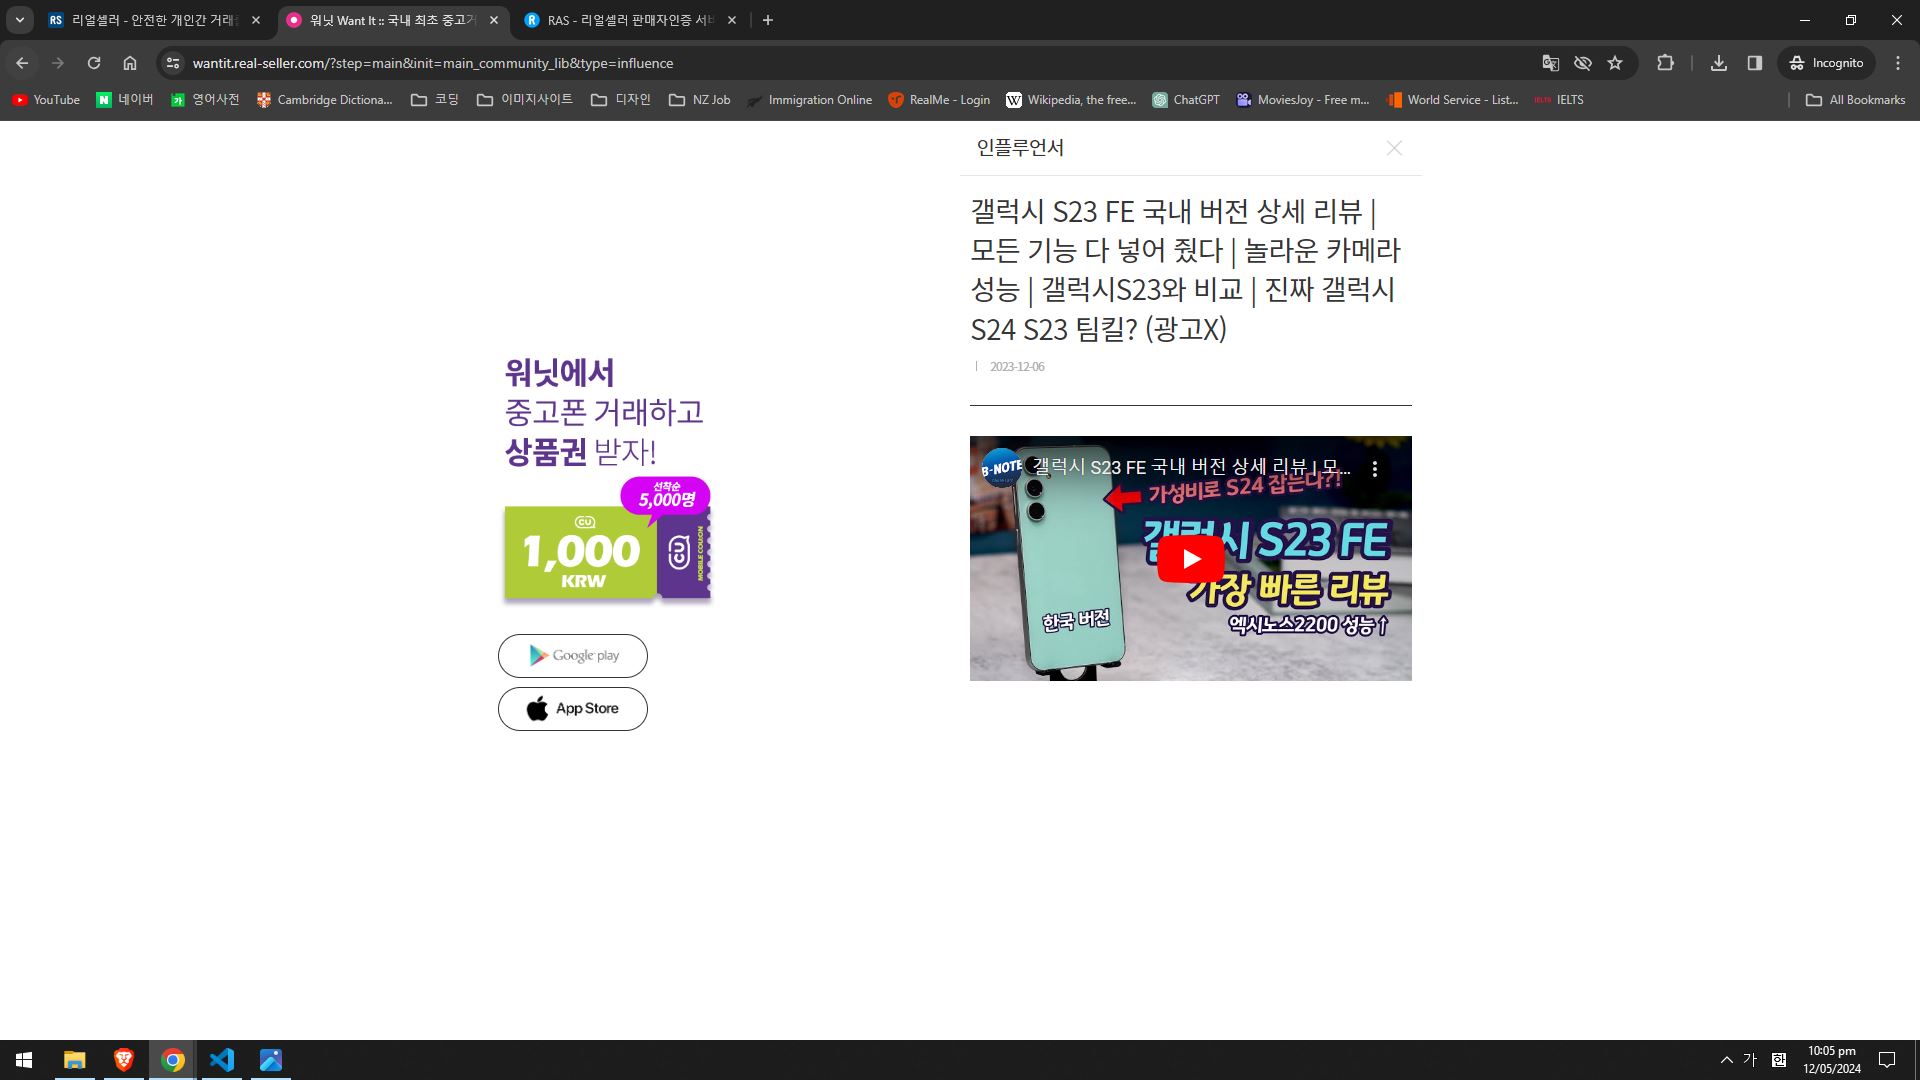 리얼셀러 - 안전한 개인간 거래
워닛 Want It :: 국내 최초 중고
RAS - 리얼셀러 판매자인증 서
wantit.real-seller.com/?step=main&init=main_community_lib&type=influence
Incognito
YouTube
네이버
영어사전
Cambridge Dictiona...
코딩
이미지사이트
디자인
NZ Job
Immigration Online
RealMe - Login
Wikipedia, the free...
ChatGPT
MoviesJoy - Free m...
World Service - List...
IELTS
All Bookmarks
워닛에서
중고폰 거래하고
상품권 받자!
선착순
5,000명
CU
1,000
KRW
CU
MOBILE COUON
Google play
App Store
인플루언서
갤럭시 S23 FE 국내 버전 상세 리뷰 |
모든 기능 다 넣어 줬다 | 놀라운 카메라
성능 | 갤럭시S23와 비교 | 진짜 갤럭시
S24 S23 팀킬? (광고X)
2023-12-06
B-NOTE
갤럭시 S23 FE 국내 버전 상세 리뷰 | 모...
가성비로 S24 잡는다?!
갤럭시 S23 FE
가장 빠른 리뷰
엑시노스2200 성능↑
한국 버전
가
한
10:05 pm
12/05/2024